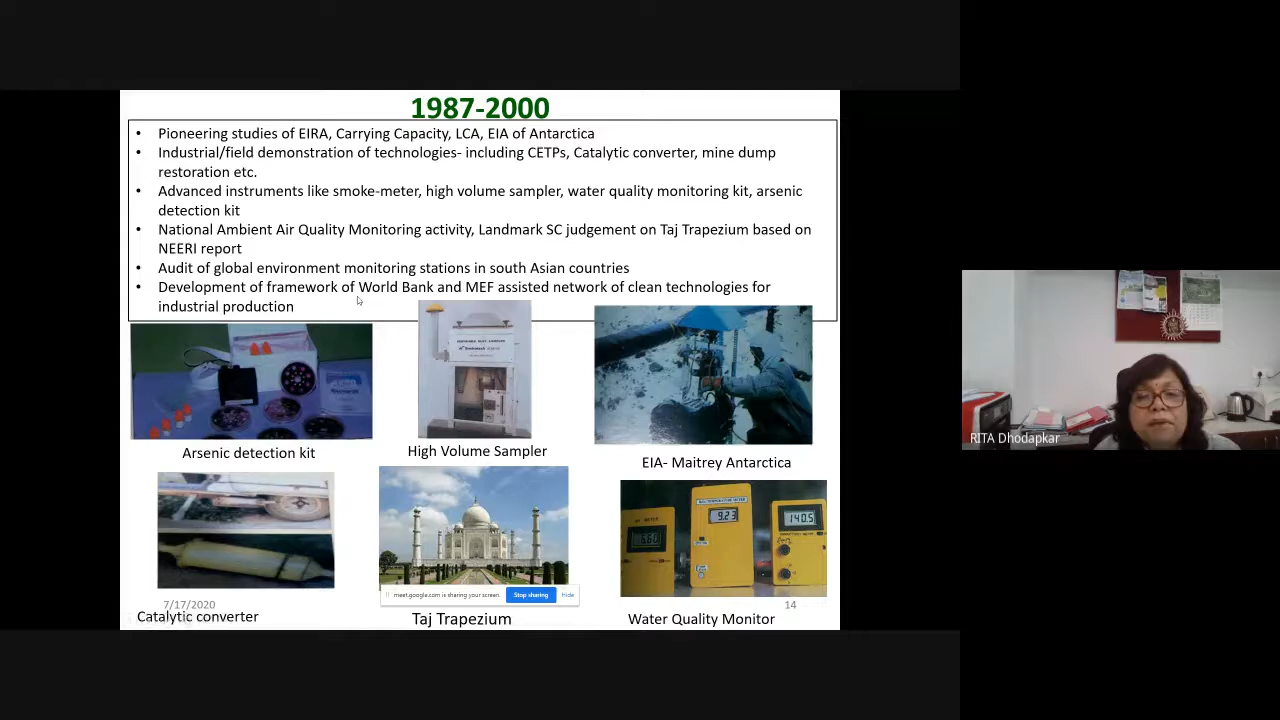 1987-2000
• Pioneering studies of EIRA, Carrying Capacity, LCA, EIA of Antarctica
• Industrial/field demonstration of technologies- including CETPs, Catalytic converter, mine dump
restoration etc.
• Advanced instruments like smoke-meter, high volume sampler, water quality monitoring kit, arsenic
detection kit
• National Ambient Air Quality Monitoring activity, Landmark SC judgement on Taj Trapezium based on
NEERI report
• Audit of global environment monitoring stations in south Asian countries
• Development of framework of World Bank and MEF assisted network of clean technologies for
industrial production
Arsenic detection kit
High Volume Sampler
EIA- Maitrey Antarctica
9.23
140.5
meet.google.com is sharing your screen.
Stop sharing
Hide
7/17/2020
14
Catalytic converter
Taj Trapezium
Water Quality Monitor
RITA Dhodapkar